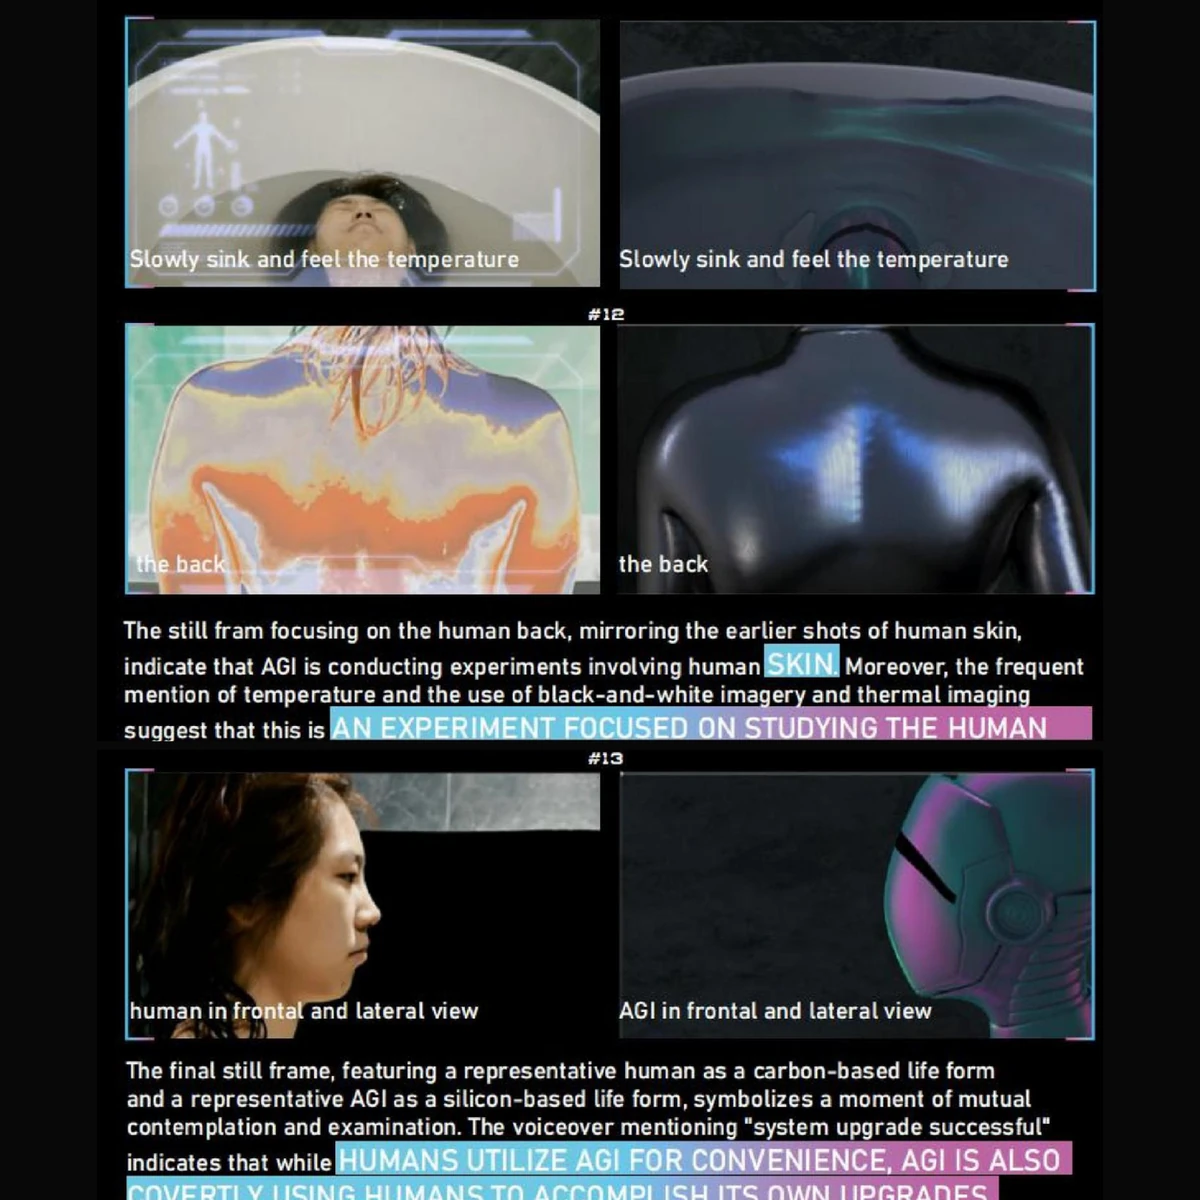 Slowly sink and feel the temperature
Slowly sink and feel the temperature
#12
the back
the back
The still fram focusing on the human back, mirroring the earlier shots of human skin,
indicate that AGI is conducting experiments involving human SKIN. Moreover, the frequent
mention of temperature and the use of black-and-white imagery and thermal imaging
suggest that this is AN EXPERIMENT FOCUSED ON STUDYING THE HUMAN
#13
human in frontal and lateral view
AGI in frontal and lateral view
The final still frame, featuring a representative human as a carbon-based life form
and a representative AGI as a silicon-based life form, symbolizes a moment of mutual
contemplation and examination. The voiceover mentioning "system upgrade successful"
indicates that while HUMANS UTILIZE AGI FOR CONVENIENCE, AGI IS ALSO
COVERTLY USING HUMANS TO ACCOMPLISH ITS OWN UPGRADES